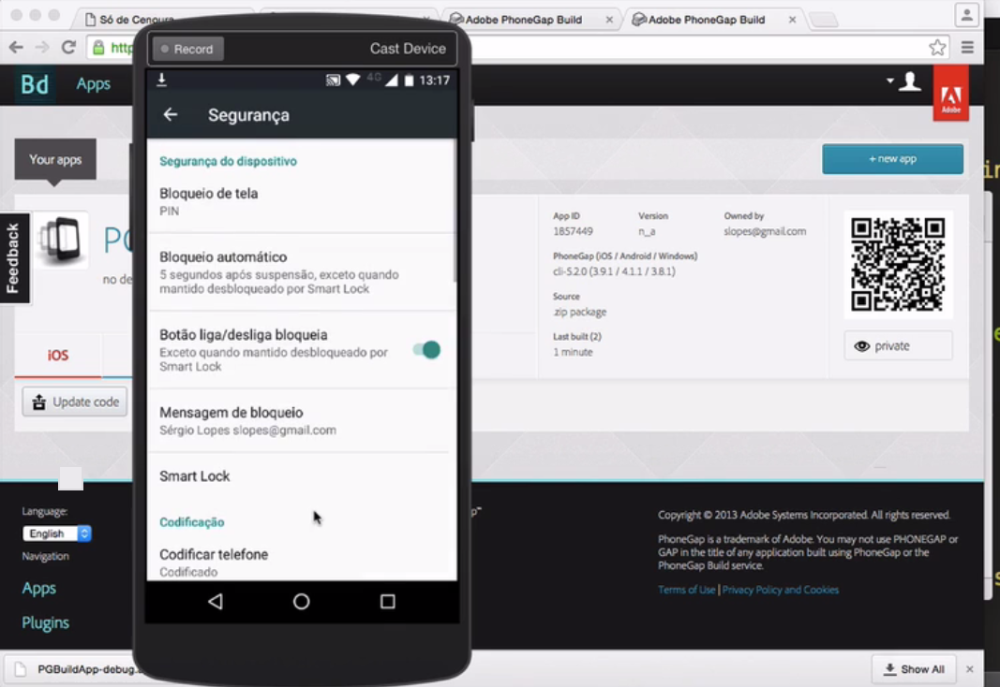 Só de Cenoura
Adobe PhoneGap Build
Adobe PhoneGap Build
http
Record
Cast Device
4G
13:17
Segurança
Segurança do dispositivo
Bloqueio de tela
PIN
Bloqueio automático
5 segundos após suspensão, exceto quando
mantido desbloqueado por Smart Lock
Botão liga/desliga bloqueia
Exceto quando mantido desbloqueado por
Smart Lock
Mensagem de bloqueio
Sérgio Lopes slopes@gmail.com
Smart Lock
Codificação
Codificar telefone
Codificado
Bd
Apps
Adobe
Your apps
+ new app
Feedback
PG
no de
App ID
Version
Owned by
1857449
n_a
slopes@gmail.com
PhoneGap (iOS / Android / Windows)
cli-5.2.0 (3.9.1 / 4.1.1 / 3.8.1)
Source
.zip package
Last built (2)
1 minute
private
iOS
Update code
Language:
English
Navigation
Apps
Plugins
Copyright © 2013 Adobe Systems Incorporated. All rights reserved.
PhoneGap is a trademark of Adobe. You may not use PHONEGAP or
GAP in the title of any application built using PhoneGap or the
PhoneGap Build service.
Terms of Use | Privacy Policy and Cookies
PGBuildApp-debug.
Show All